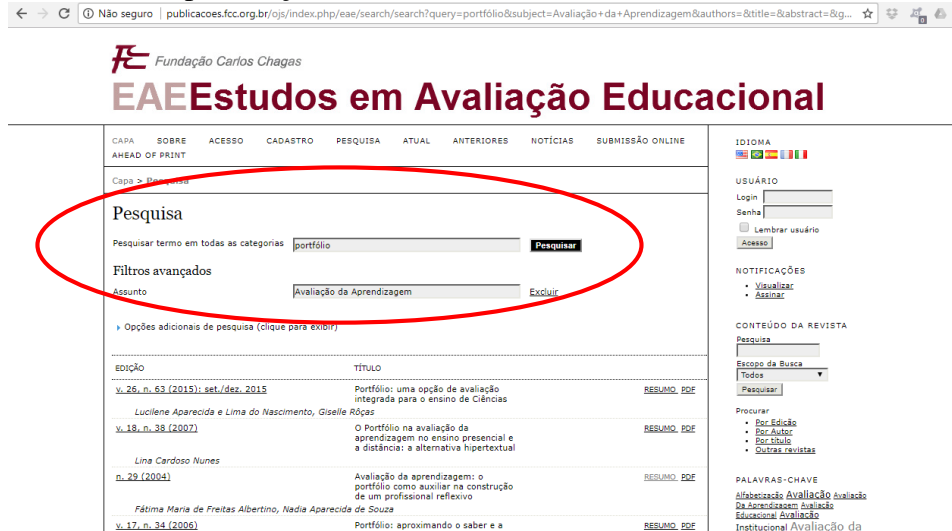 Não seguro | publicacoes.fcc.org.br/ojs/index.php/eae/search/search?query=portfólio&subject=Avaliação+da+Aprendizagem&authors=&title=&abstract=&g...
Fundação Carlos Chagas
EAEEstudos em Avaliação Educacional
CAPA SOBRE ACESSO CADASTRO PESQUISA ATUAL ANTERIORES NOTÍCIAS SUBMISSÃO ONLINE
AHEAD OF PRINT
Capa > Pesquisa
Pesquisa
Pesquisar termo em todas as categorias portfólio Pesquisar
Filtros avançados
Assunto Avaliação da Aprendizagem Excluir
Opções adicionais de pesquisa (clique para exibir)
EDIÇÃO TÍTULO
v. 26, n. 63 (2015): set./dez. 2015 Portfólio: uma opção de avaliação RESUMO PDF
integrada para o ensino de Ciências
Lucilene Aparecida e Lima do Nascimento, Giselle Rôças
v. 18, n. 38 (2007) O Portfólio na avaliação da RESUMO PDF
aprendizagem no ensino presencial e
a distância: a alternativa hipertextual
Lina Cardoso Nunes
n. 29 (2004) Avaliação da aprendizagem: o RESUMO PDF
portfólio como auxiliar na construção
de um profissional reflexivo
Fátima Maria de Freitas Albertino, Nadia Aparecida de Souza
v. 17, n. 34 (2006) Portfólio: aproximando o saber e a RESUMO PDF
IDIOMA
USUÁRIO
Login
Senha
Lembrar usuário
Acesso
NOTIFICAÇÕES
Visualizar
Assinar
CONTEÚDO DA REVISTA
Pesquisa
Escopo da Busca
Todos
Pesquisar
Procurar
Por Edição
Por Autor
Por título
Outras revistas
PALAVRAS-CHAVE
Alfabetização Avaliação Avaliação
Da Aprendizagem Avaliação
Educacional Avaliação
Institucional Avaliação da